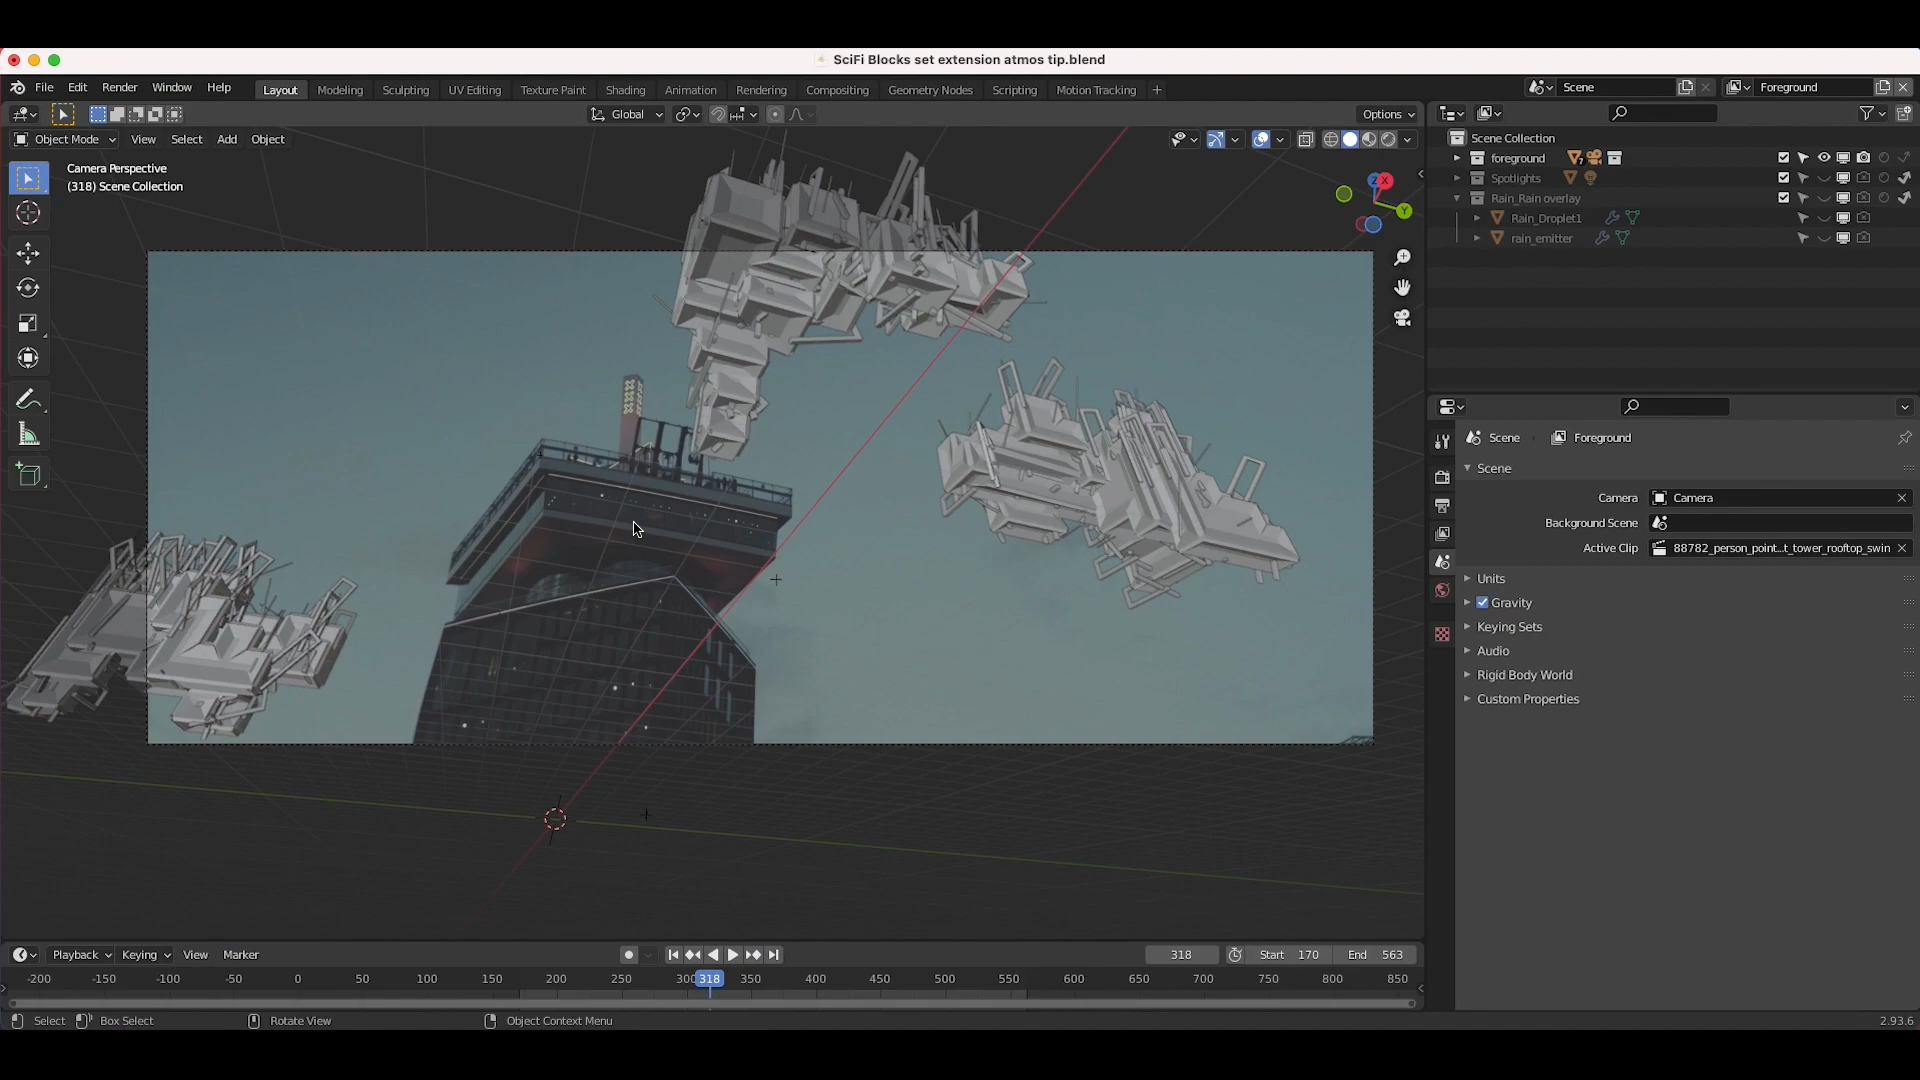 SciFi Blocks set extension atmos tip.blend
File Edit Render Window Help Layout Modeling Sculpting UV Editing Texture Paint Shading Animation Rendering Compositing Geometry Nodes Scripting Motion Tracking + Scene Foreground
Global Options
Object Mode View Select Add Object
Scene Collection
Camera Perspective
(318) Scene Collection
foreground
Spotlights
Rain_Rain overlay
Rain_Droplet1
rain_emitter
Z X
Y
Scene Foreground
Scene
Camera Camera
Background Scene
Active Clip 88782_person_point...t_tower_rooftop_swin
Units
Gravity
Keying Sets
Audio
Rigid Body World
Custom Properties
Playback Keying View Marker 318 Start 170 End 563
-200 -150 -100 -50 0 50 100 150 200 250 300 318 350 400 450 500 550 600 650 700 750 800 850
Select Box Select Rotate View Object Context Menu 2.93.6